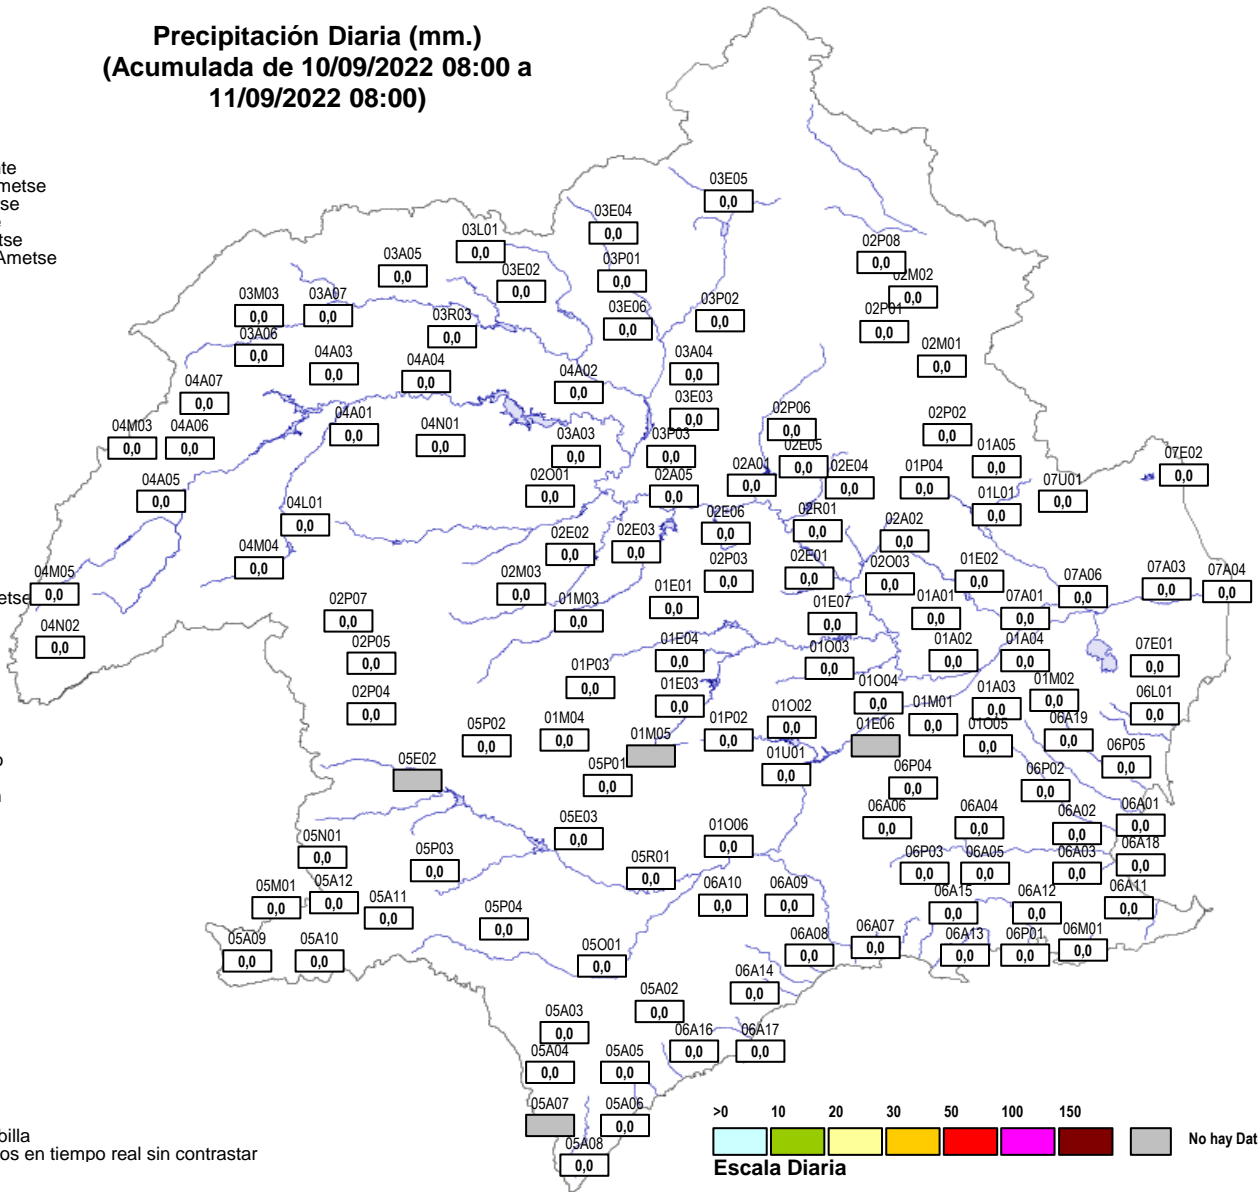 Precipitación Diaria (mm.)
(Acumulada de 10/09/2022 08:00 a
11/09/2022 08:00)
03E05
0,0
03E04
0,0
03L01
0,0
03P01
0,0
03A05
0,0
03E02
0,0
02P08
0,0
02M02
0,0
03M03
0,0
03A07
0,0
03P02
0,0
03E06
0,0
03R03
0,0
02P01
0,0
03A06
0,0
02M01
0,0
04A03
0,0
04A04
0,0
03A04
0,0
04A02
0,0
04A07
0,0
03E03
0,0
02P06
0,0
02P02
0,0
04M03
0,0
04A06
0,0
04A01
0,0
04N01
0,0
03A03
0,0
03P03
0,0
02E05
0,0
01A05
0,0
07E02
0,0
04A05
0,0
02O01
0,0
02A05
0,0
02A01
0,0
02E04
0,0
01P04
0,0
07U01
0,0
01L01
0,0
04L01
0,0
02E06
0,0
02R01
0,0
02A02
0,0
02E02
0,0
02E03
0,0
04M04
0,0
04M05
0,0
etse
02M03
0,0
02P03
0,0
02E01
0,0
02O03
0,0
01E02
0,0
07A06
0,0
07A03
0,0
07A04
0,0
02P07
0,0
01M03
0,0
01E01
0,0
01E07
0,0
01A01
0,0
07A01
0,0
04N02
0,0
02P05
0,0
01E04
0,0
01O03
0,0
01A02
0,0
01A04
0,0
07E01
0,0
01P03
0,0
01E03
0,0
01O04
0,0
01A03
0,0
01M02
0,0
06L01
0,0
02P04
0,0
05P02
0,0
01M04
0,0
01M05
01P02
0,0
01O02
0,0
01E06
01M01
0,0
01O05
0,0
06A19
0,0
05E02
05P01
0,0
01U01
0,0
06P04
0,0
06P02
0,0
06P05
0,0
05E03
0,0
01O06
0,0
06A06
0,0
06A04
0,0
06A02
0,0
06A01
0,0
05N01
0,0
05P03
0,0
05R01
0,0
06P03
0,0
06A05
0,0
06A03
0,0
06A18
0,0
05M01
0,0
05A12
0,0
05A11
0,0
06A10
0,0
06A09
0,0
06A15
0,0
06A12
0,0
06A11
0,0
05P04
0,0
05A09
0,0
05A10
0,0
05O01
0,0
06A08
0,0
06A07
0,0
06A13
0,0
06P01
0,0
06M01
0,0
06A14
0,0
05A02
0,0
05A03
0,0
06A16
0,0
06A17
0,0
05A04
0,0
05A05
0,0
05A07
05A06
0,0
05A08
0,0
billa
os en tiempo real sin contrastar
>0 10 20 30 50 100 150
No hay Dat
Escala Diaria